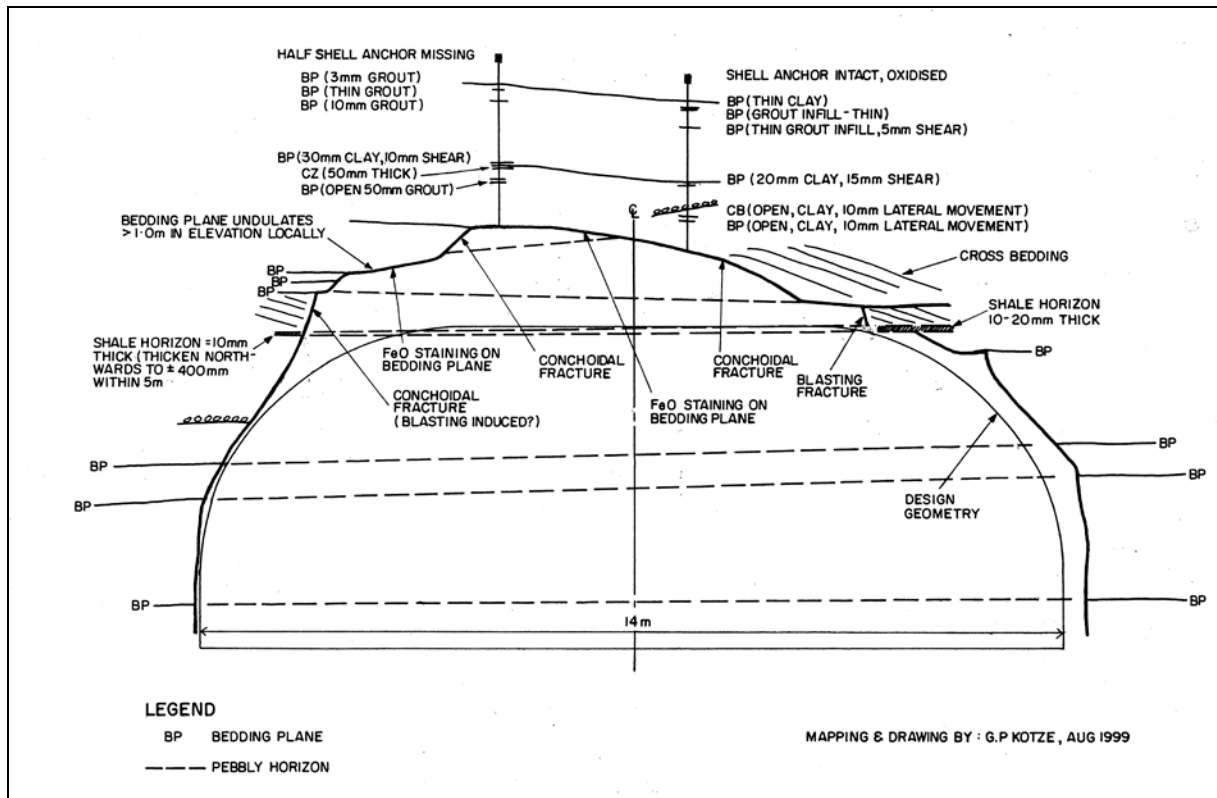 HALF SHELL ANCHOR MISSING
BP (3mm GROUT)
BP (THIN GROUT)
BP (10mm GROUT)
SHELL ANCHOR INTACT, OXIDISED
BP (THIN CLAY)
BP (GROUT INFILL-THIN)
BP (THIN GROUT INFILL, 5mm SHEAR)
BP (30mm CLAY, 10mm SHEAR)
CZ (50mm THICK)
BP (OPEN 50mm GROUT)
BP (20mm CLAY, 15mm SHEAR)
CB (OPEN, CLAY, 10mm LATERAL MOVEMENT)
BP (OPEN, CLAY, 10mm LATERAL MOVEMENT)
BEDDING PLANE UNDULATES
>1·0m IN ELEVATION LOCALLY
CL
CROSS BEDDING
BP
BP
BP
SHALE HORIZON
10-20mm THICK
SHALE HORIZON =10mm
THICK (THICKEN NORTH-
WARDS TO ± 400mm
WITHIN 5m
BP
FeO STAINING ON
BEDDING PLANE
CONCHOIDAL
FRACTURE
CONCHOIDAL
FRACTURE
BLASTING
FRACTURE
CONCHOIDAL
FRACTURE
(BLASTING INDUCED?)
FeO STAINING ON
BEDDING PLANE
BP
BP
BP
BP
DESIGN
GEOMETRY
BP
BP
14m
LEGEND
BP BEDDING PLANE
PEBBLY HORIZON
MAPPING & DRAWING BY : G.P KOTZE, AUG 1999